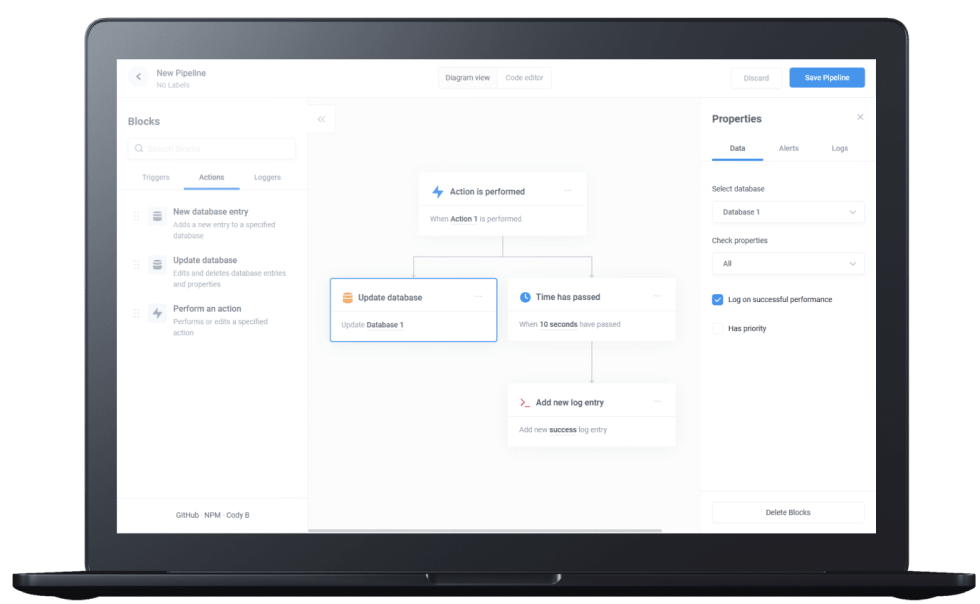 New Pipeline
No Labels
Diagram view
Code editor
Discard
Save Pipeline
Blocks
Search Blocks
Triggers
Actions
Loggers
New database entry
Adds a new entry to a specified
database
Update database
Edits and deletes database entries
and properties
Perform an action
Performs or edits a specified
action
GitHub · NPM · Cody B
Action is performed
When Action 1 is performed
Update database
Update Database 1
Time has passed
When 10 seconds have passed
Add new log entry
Add new success log entry
Properties
Data
Alerts
Logs
Select database
Database 1
Check properties
All
Log on successful performance
Has priority
Delete Blocks